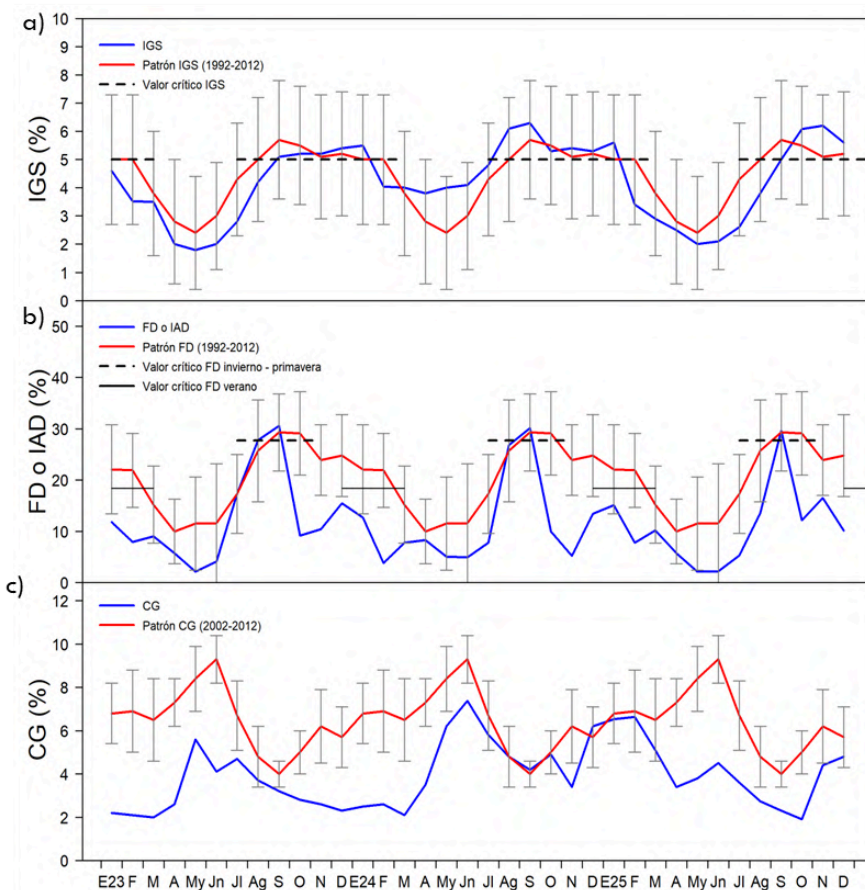 a)
IGS (%)
10
9
8
7
6
5
4
3
2
1
0
IGS
Patrón IGS (1992-2012)
Valor crítico IGS
b)
FD o IAD (%)
50
40
30
20
10
0
FD o IAD
Patrón FD (1992-2012)
Valor crítico FD invierno - primavera
Valor crítico FD verano
c)
CG (%)
12
10
8
6
4
2
0
CG
Patrón CG (2002-2012)
E23 F M A My Jn Jl Ag S O N D E24 F M A My Jn Jl Ag S O N D E25 F M A My Jn Jl Ag S O N D